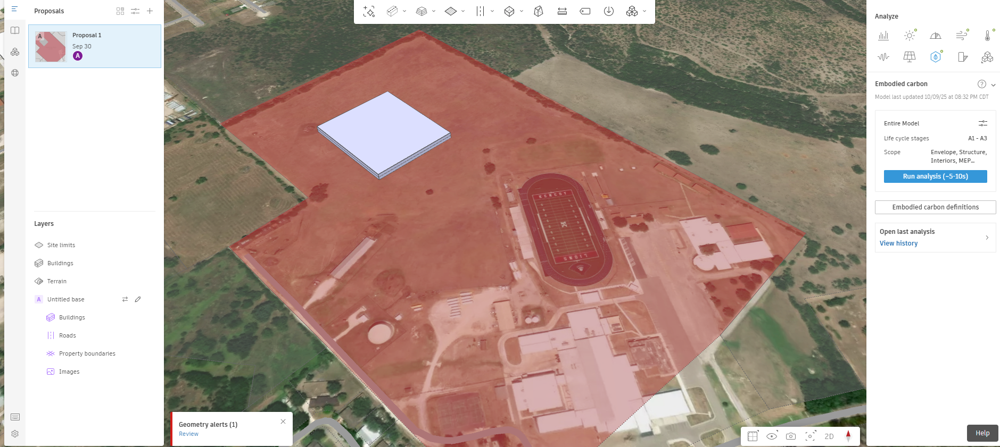 Proposals
A
Proposal 1
Sep 30
A
Layers
Site limits
Buildings
Terrain
A Untitled base
Buildings
Roads
Property boundaries
Images
KENEDY
K
LIONS
Geometry alerts (1)
Review
2D
Analyze
Embodied carbon
Model last updated 10/09/25 at 08:32 PM CDT
Entire Model
Life cycle stages A1 - A3
Scope Envelope, Structure,
Interiors, MEP...
Run analysis (~5-10s)
Embodied carbon definitions
Open last analysis
View history
Help